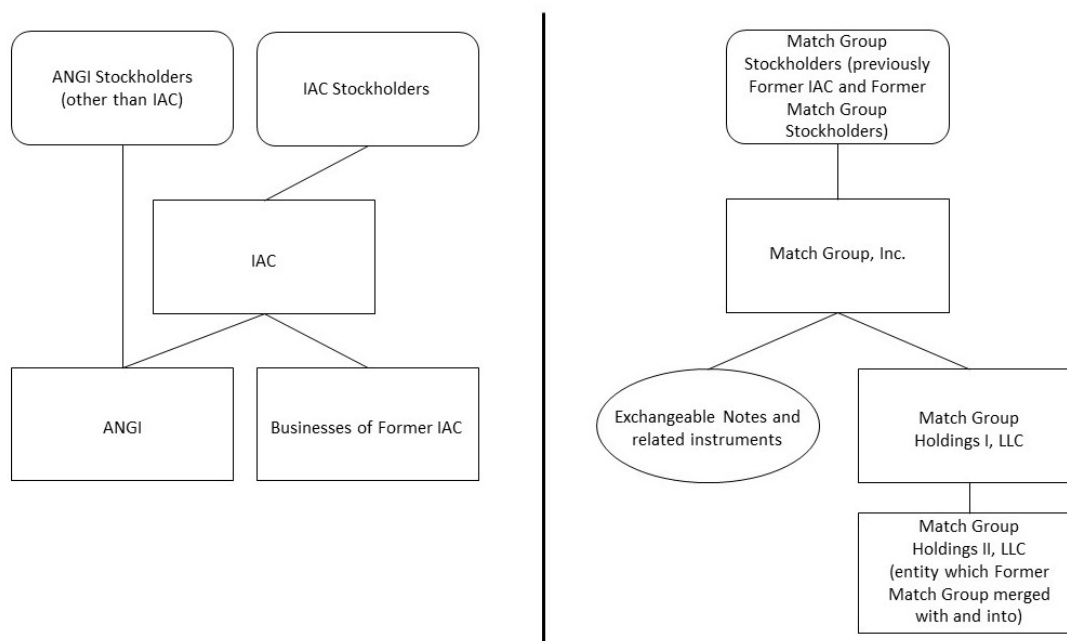 ANGI Stockholders
(other than IAC)
IAC Stockholders
IAC
ANGI
Businesses of Former IAC
Match Group
Stockholders (previously
Former IAC and Former
Match Group
Stockholders)
Match Group, Inc.
Exchangeable Notes and
related instruments
Match Group
Holdings I, LLC
Match Group
Holdings II, LLC
(entity which Former
Match Group merged
with and into)